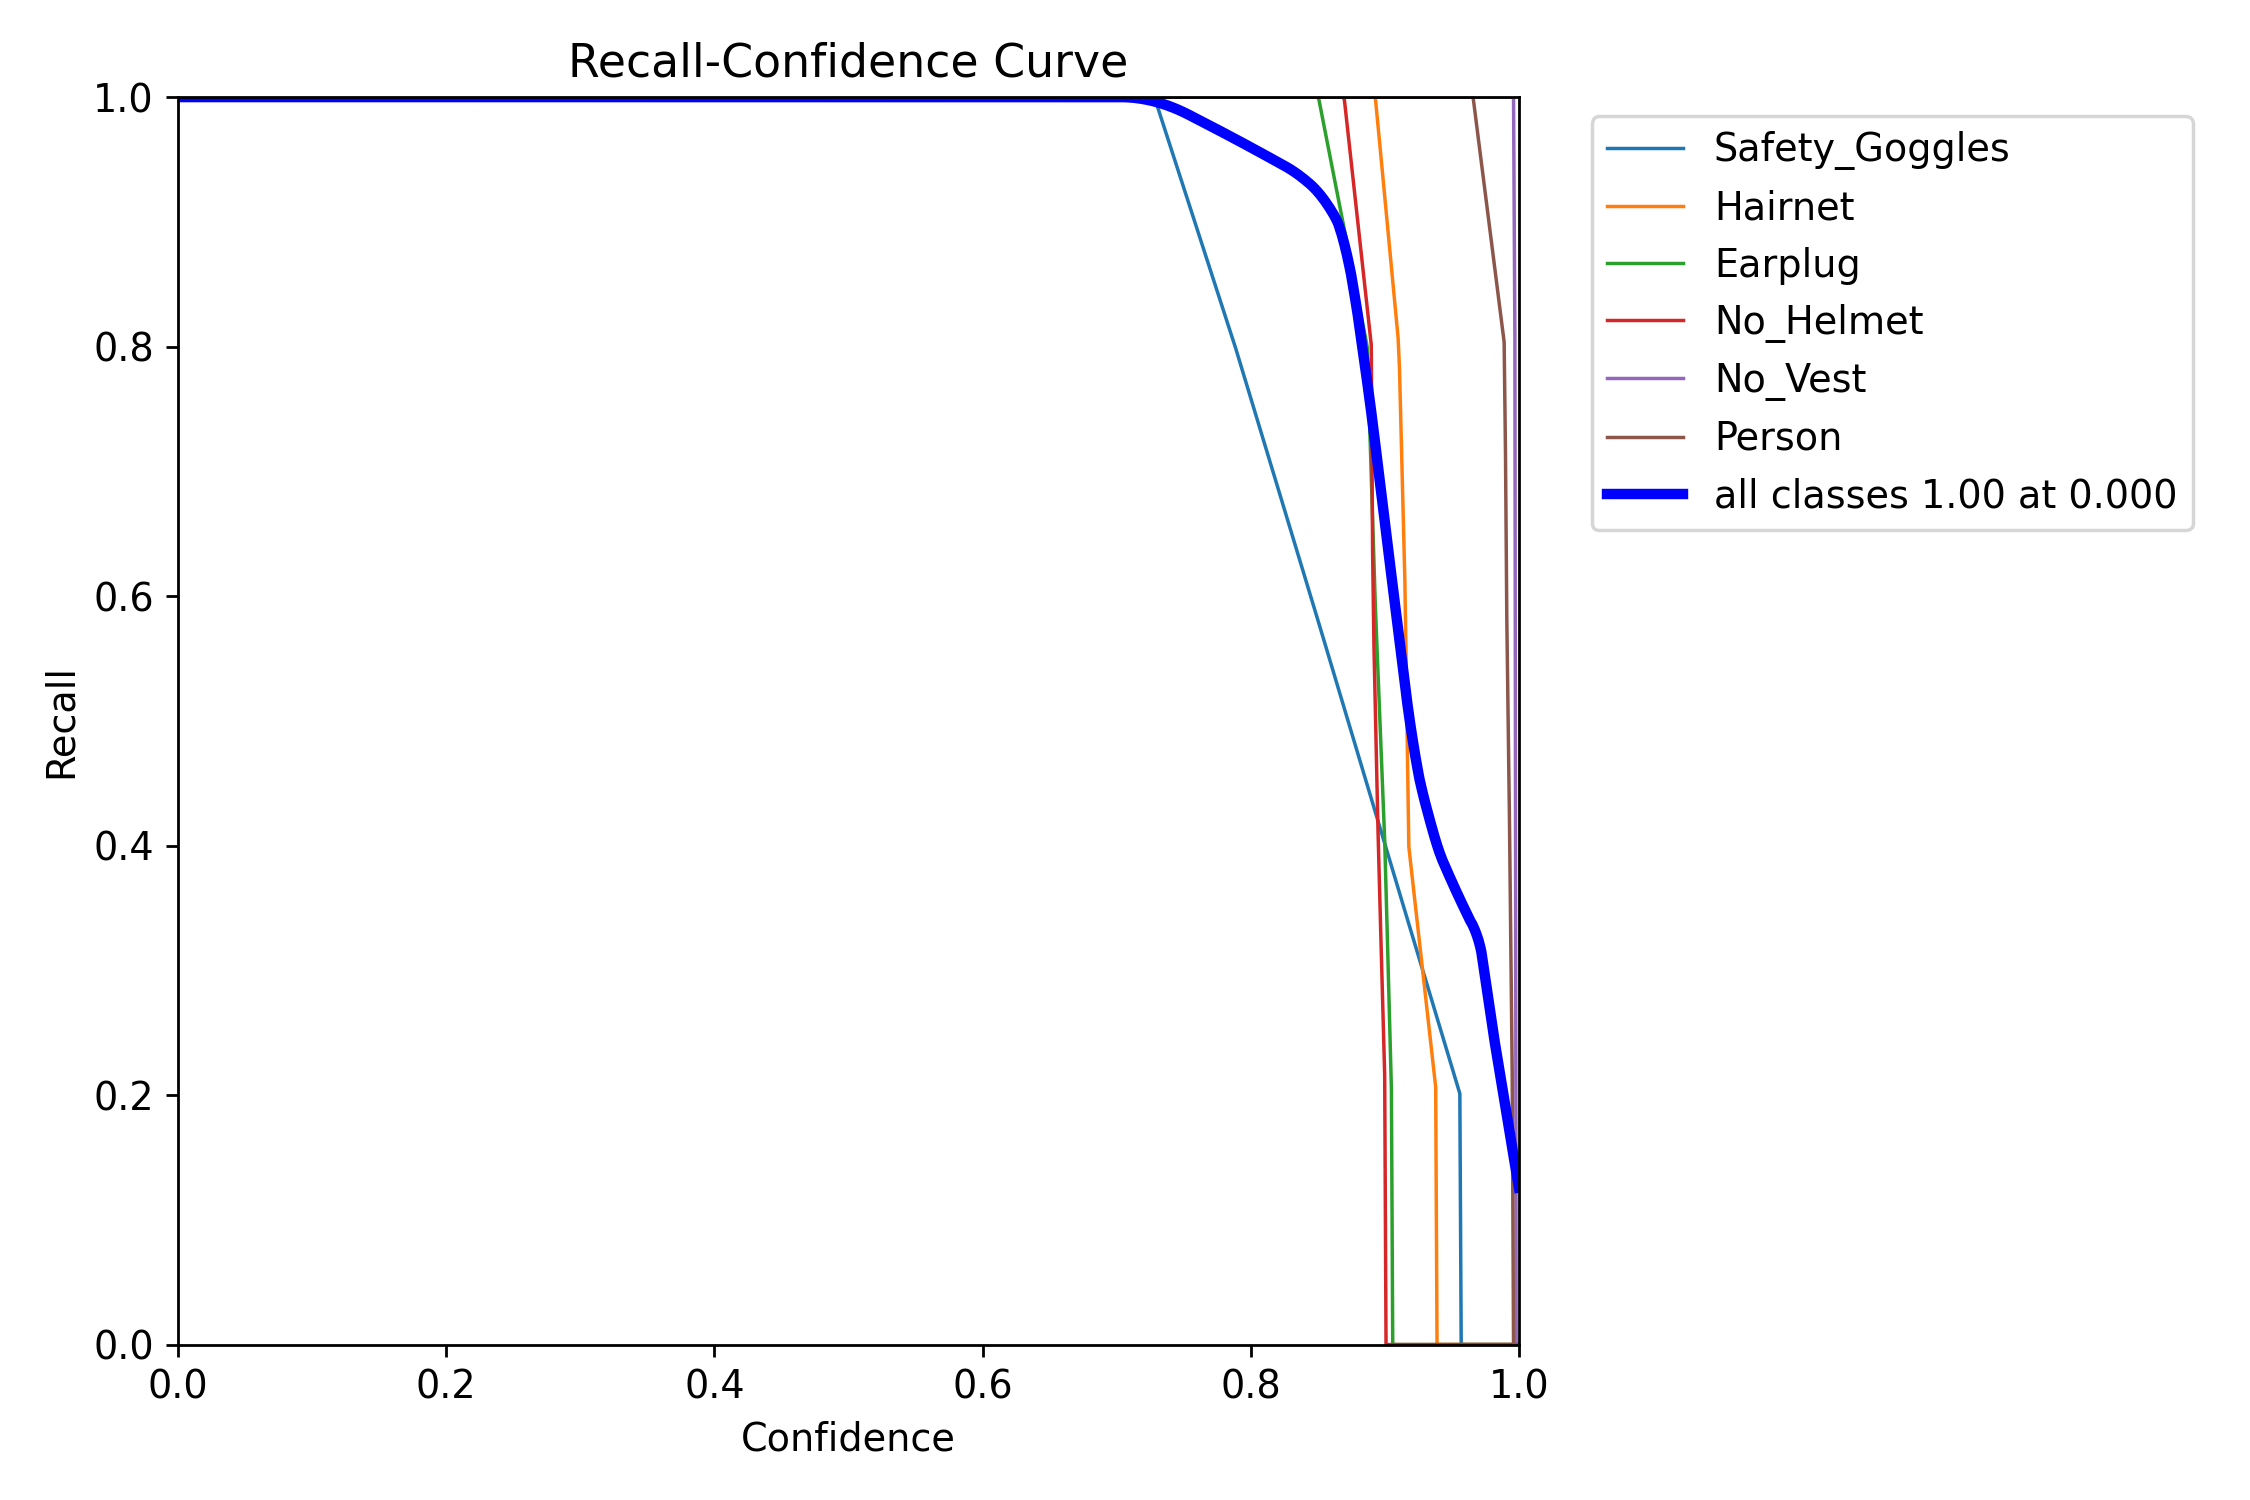 Recall-Confidence Curve
1.0
0.8
0.6
0.4
0.2
0.0
Recall
0.0 0.2 0.4 0.6 0.8 1.0
Confidence
Safety_Goggles
Hairnet
Earplug
No_Helmet
No_Vest
Person
all classes 1.00 at 0.000